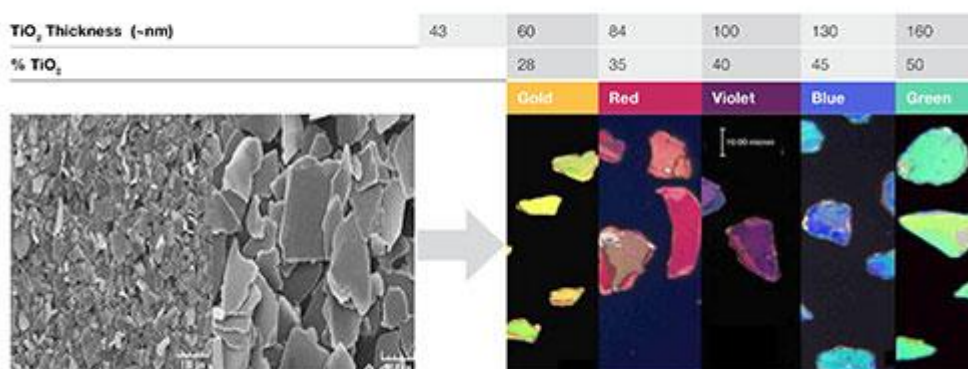 TiO₂ Thickness (~nm) 43 60 84 100 130 160
% TiO₂ 28 35 40 45 50
Gold Red Violet Blue Green